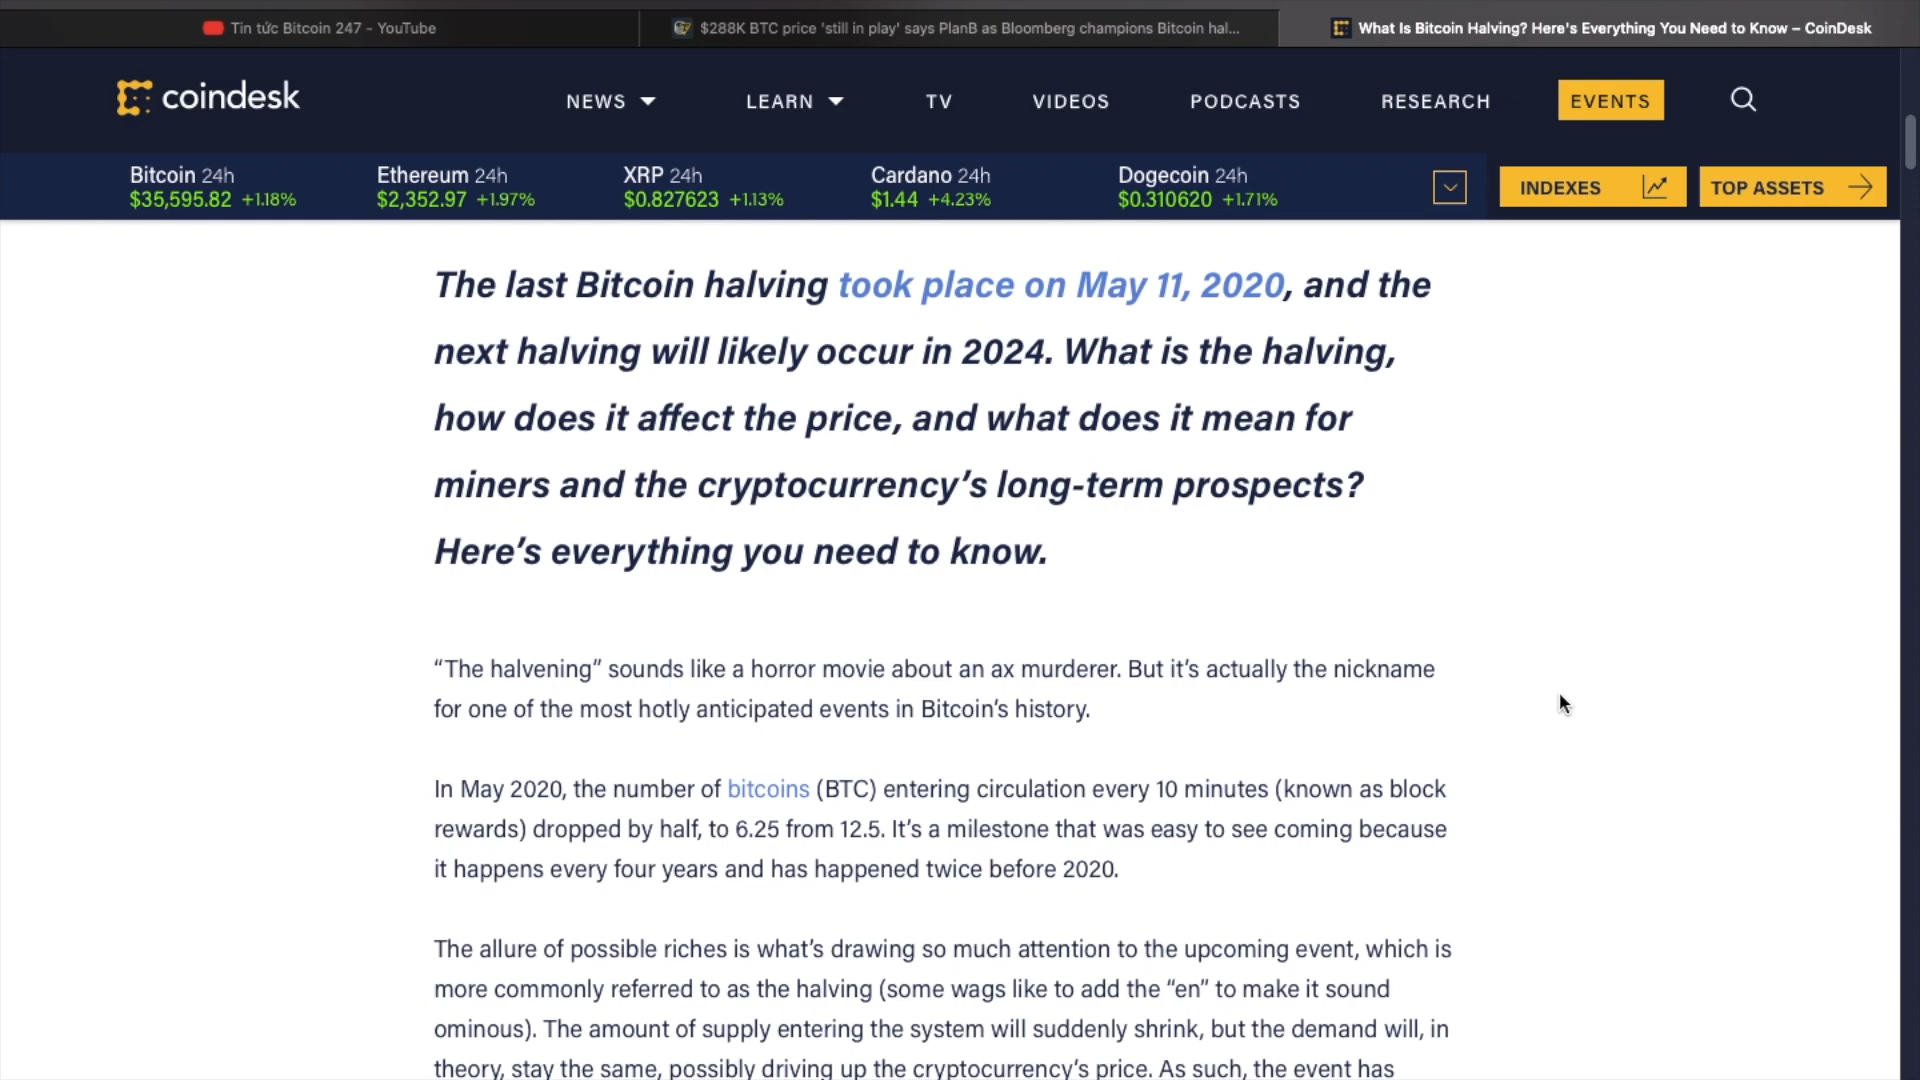 Tin tức Bitcoin 247 - YouTube
$288K BTC price 'still in play' says PlanB as Bloomberg champions Bitcoin hal...
What Is Bitcoin Halving? Here's Everything You Need to Know – CoinDesk
coindesk
NEWS
LEARN
TV
VIDEOS
PODCASTS
RESEARCH
EVENTS
Bitcoin 24h
$35,595.82 +1.18%
Ethereum 24h
$2,352.97 +1.97%
XRP 24h
$0.827623 +1.13%
Cardano 24h
$1.44 +4.23%
Dogecoin 24h
$0.310620 +1.71%
INDEXES
TOP ASSETS
The last Bitcoin halving took place on May 11, 2020, and the
next halving will likely occur in 2024. What is the halving,
how does it affect the price, and what does it mean for
miners and the cryptocurrency’s long-term prospects?
Here’s everything you need to know.
“The halvening” sounds like a horror movie about an ax murderer. But it’s actually the nickname
for one of the most hotly anticipated events in Bitcoin’s history.
In May 2020, the number of bitcoins (BTC) entering circulation every 10 minutes (known as block
rewards) dropped by half, to 6.25 from 12.5. It’s a milestone that was easy to see coming because
it happens every four years and has happened twice before 2020.
The allure of possible riches is what’s drawing so much attention to the upcoming event, which is
more commonly referred to as the halving (some wags like to add the “en” to make it sound
ominous). The amount of supply entering the system will suddenly shrink, but the demand will, in
theory, stay the same, possibly driving up the cryptocurrency’s price. As such, the event has